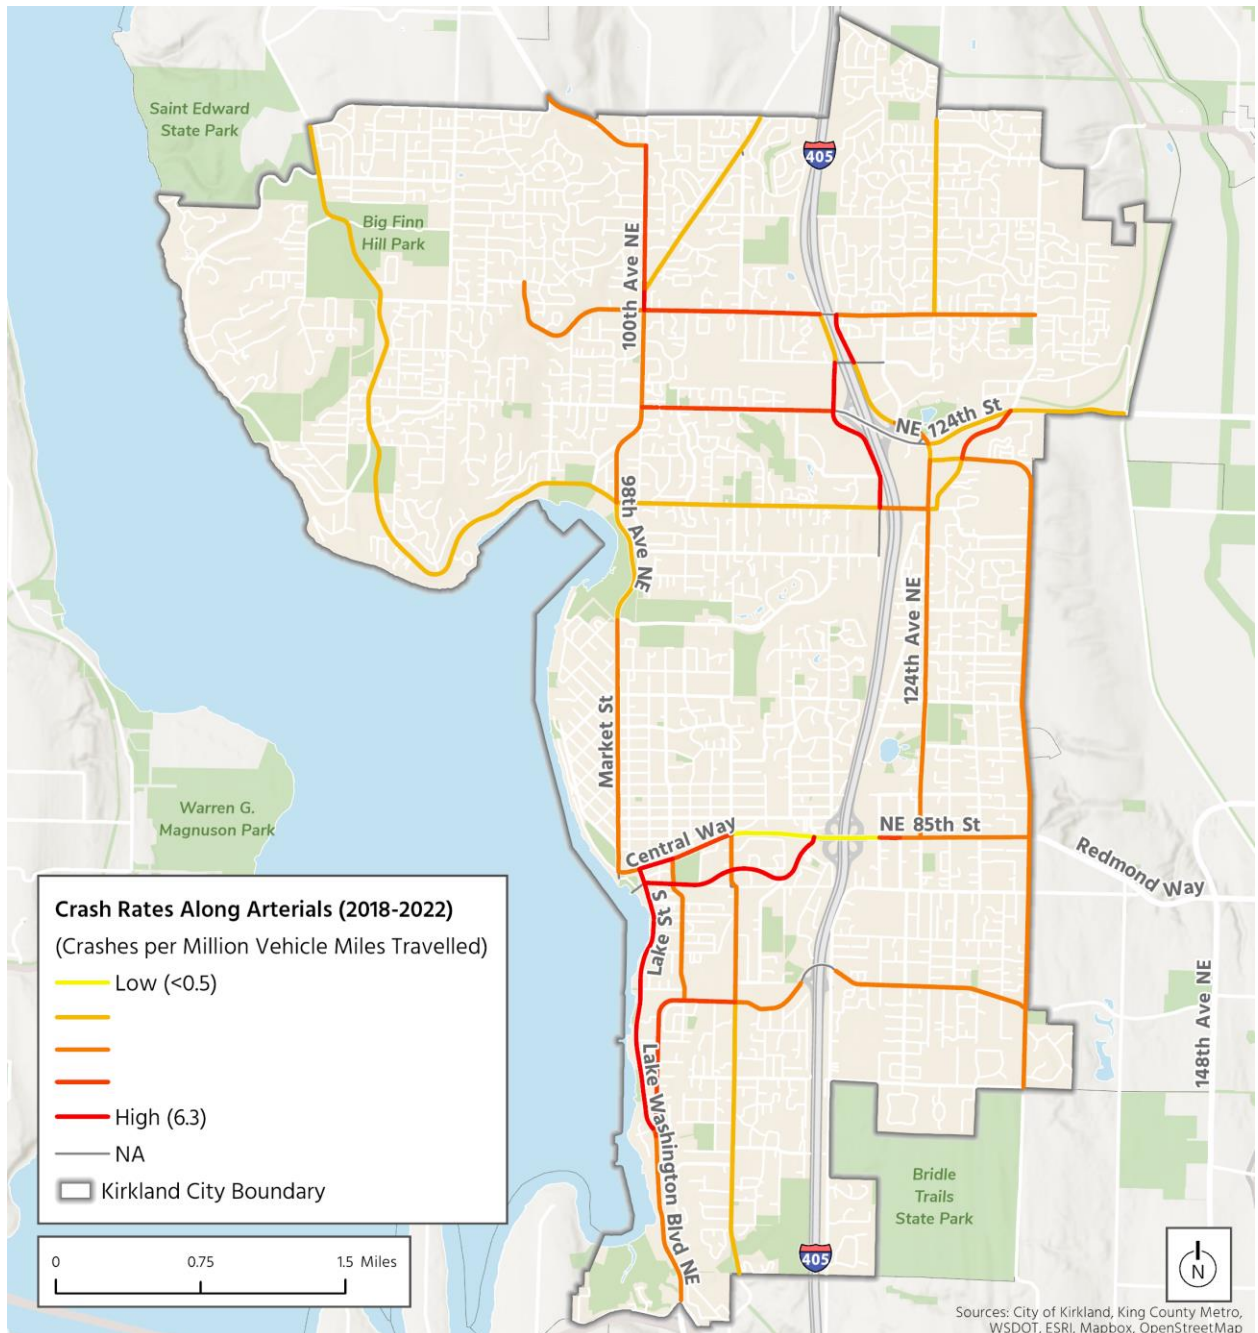 Saint Edward
State Park
405
Big Finn
Hill Park
100th Ave NE
NE 124th St
98th Ave NE
124th Ave NE
Market St
Warren G.
Magnuson Park
Central Way
NE 85th St
Redmond Way
Lake St S
148th Ave NE
Lake Washington Blvd NE
Bridle
Trails
State Park
405
Crash Rates Along Arterials (2018-2022)
(Crashes per Million Vehicle Miles Travelled)
Low (<0.5)
High (6.3)
NA
Kirkland City Boundary
0 0.75 1.5 Miles
N
Sources: City of Kirkland, King County Metro,
WSDOT, ESRI, Mapbox, OpenStreetMap